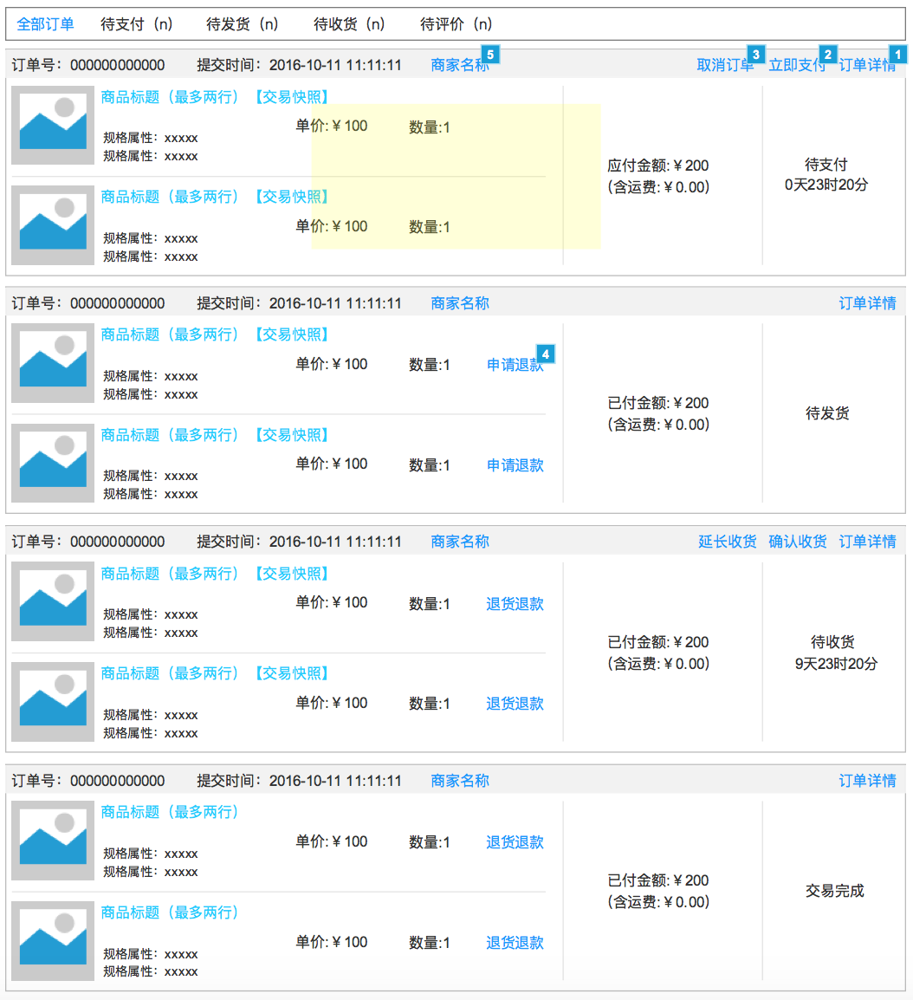 全部订单 待支付（n） 待发货（n） 待收货（n） 待评价（n）
订单号：000000000000 提交时间：2016-10-11 11:11:11 商家名称 5 取消订单 3 立即支付 2 订单详情 1
商品标题（最多两行）【交易快照】
单价:￥100 数量:1
规格属性：xxxxx
规格属性：xxxxx
应付金额:￥200
(含运费:￥0.00)
待支付
0天23时20分
商品标题（最多两行）【交易快照】
单价:￥100 数量:1
规格属性：xxxxx
规格属性：xxxxx
订单号：000000000000 提交时间：2016-10-11 11:11:11 商家名称 订单详情
商品标题（最多两行）【交易快照】
单价:￥100 数量:1 申请退款 4
规格属性：xxxxx
规格属性：xxxxx
已付金额:￥200
(含运费:￥0.00)
待发货
商品标题（最多两行）【交易快照】
单价:￥100 数量:1 申请退款
规格属性：xxxxx
规格属性：xxxxx
订单号：000000000000 提交时间：2016-10-11 11:11:11 商家名称 延长收货 确认收货 订单详情
商品标题（最多两行）【交易快照】
单价:￥100 数量:1 退货退款
规格属性：xxxxx
规格属性：xxxxx
已付金额:￥200
(含运费:￥0.00)
待收货
9天23时20分
商品标题（最多两行）【交易快照】
单价:￥100 数量:1 退货退款
规格属性：xxxxx
规格属性：xxxxx
订单号：000000000000 提交时间：2016-10-11 11:11:11 商家名称 订单详情
商品标题（最多两行）
单价:￥100 数量:1 退货退款
规格属性：xxxxx
规格属性：xxxxx
已付金额:￥200
(含运费:￥0.00)
交易完成
商品标题（最多两行）
单价:￥100 数量:1 退货退款
规格属性：xxxxx
规格属性：xxxxx